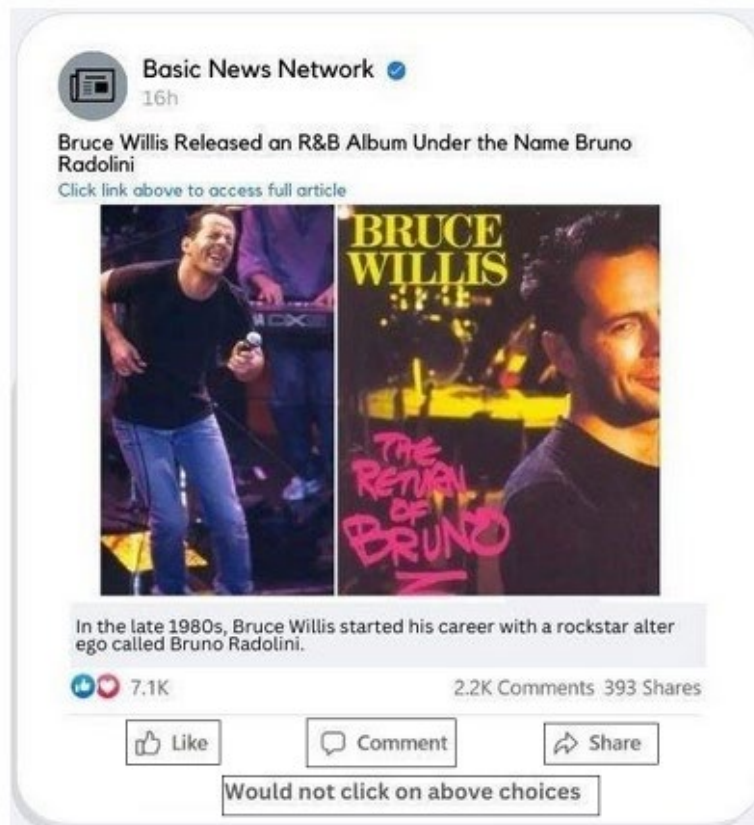 Basic News Network
16h
Bruce Willis Released an R&B Album Under the Name Bruno
Radolini
Click link above to access full article
BRUCE
WILLIS
DX
THE
RETURN
OF
BRUNO
In the late 1980s, Bruce Willis started his career with a rockstar alter
ego called Bruno Radolini.
7.1K
2.2K Comments 393 Shares
Like
Comment
Share
Would not click on above choices